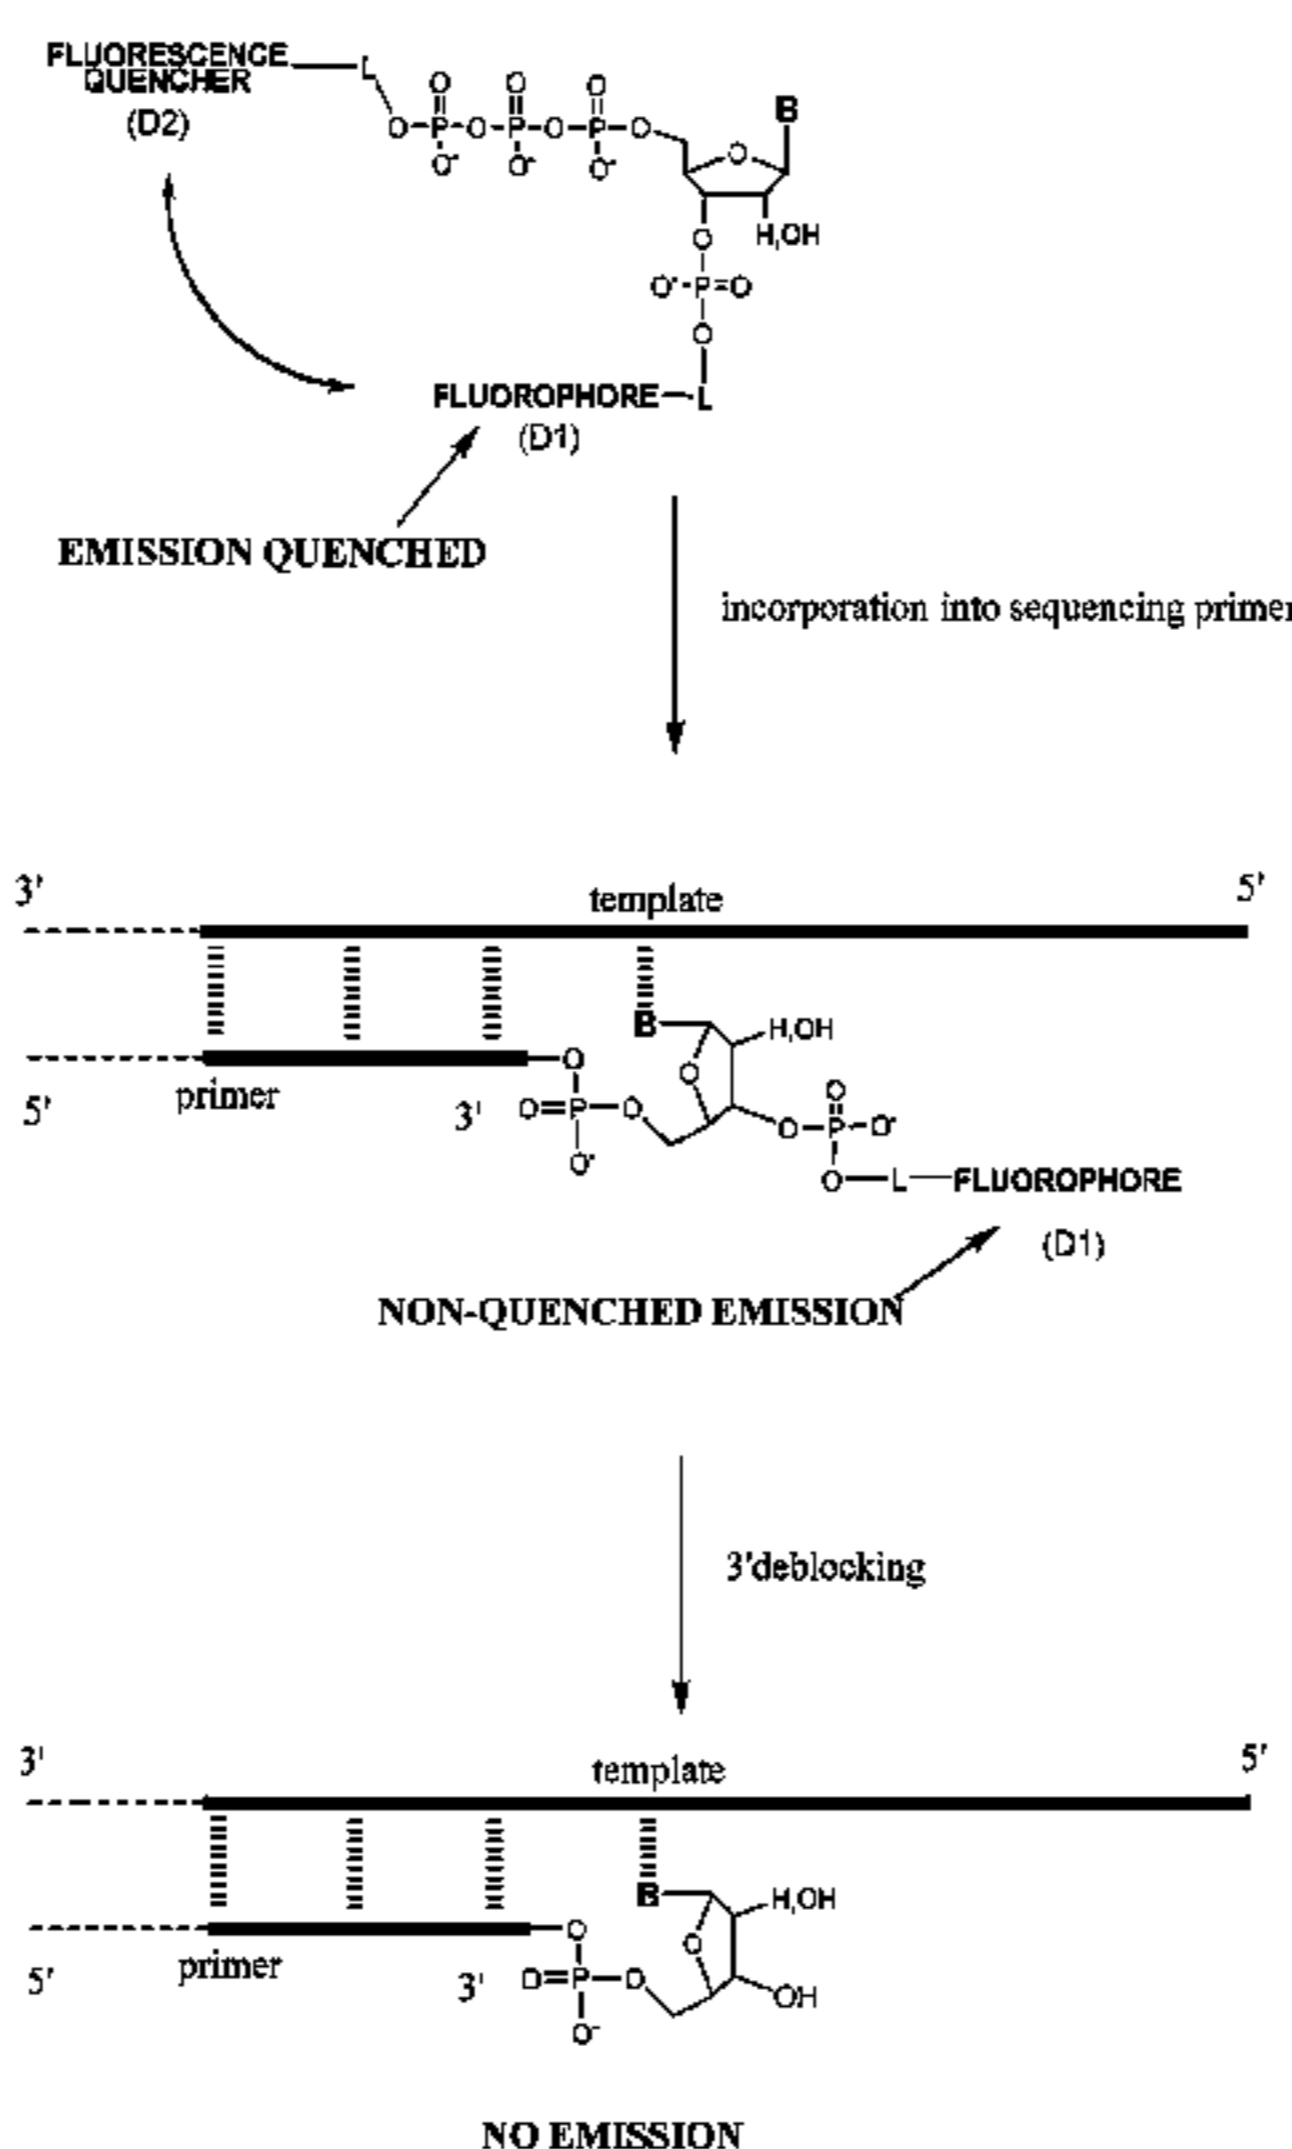 FLUORESCENCE
QUENCHER
(D2)
L
O O O
O-P-O-P-O-P-O
O- O- O-
B
O
H,OH
O
O--P=O
O
FLUOROPHORE-L
(D1)
EMISSION QUENCHED
incorporation into sequencing primer
3' template 5'
B H,OH
O
O
5' primer 3' O=P-O
O-
O
O-P-O-
O-L-FLUOROPHORE
(D1)
NON-QUENCHED EMISSION
3'deblocking
3' template 5'
B H,OH
O
O
5' primer 3' O=P-O OH
O-
NO EMISSION